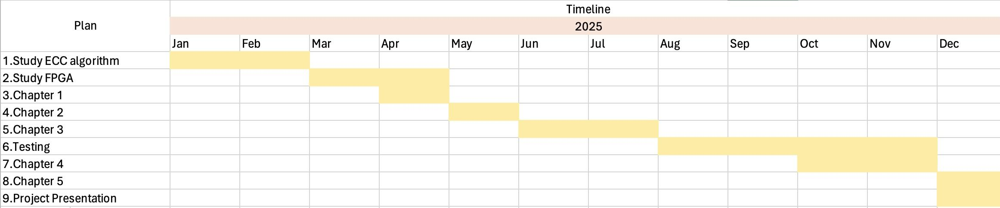 Timeline
Plan
2025
Jan Feb Mar Apr May Jun Jul Aug Sep Oct Nov Dec
1.Study ECC algorithm
2.Study FPGA
3.Chapter 1
4.Chapter 2
5.Chapter 3
6.Testing
7.Chapter 4
8.Chapter 5
9.Project Presentation